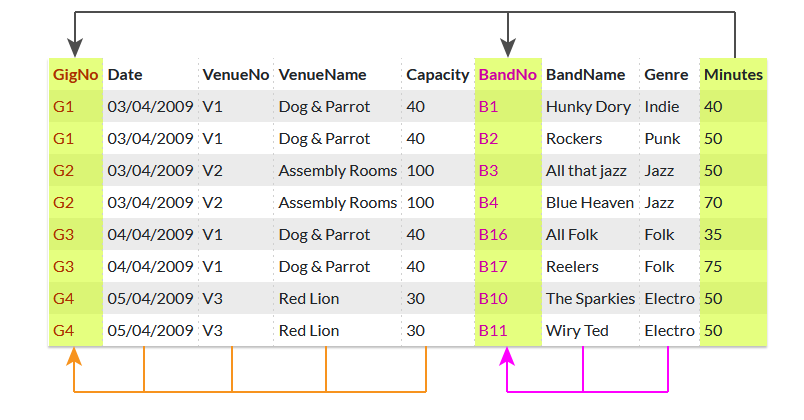 GigNo Date VenueNo VenueName Capacity BandNo BandName Genre Minutes
G1 03/04/2009 V1 Dog & Parrot 40 B1 Hunky Dory Indie 40
G1 03/04/2009 V1 Dog & Parrot 40 B2 Rockers Punk 50
G2 03/04/2009 V2 Assembly Rooms 100 B3 All that jazz Jazz 50
G2 03/04/2009 V2 Assembly Rooms 100 B4 Blue Heaven Jazz 70
G3 04/04/2009 V1 Dog & Parrot 40 B16 All Folk Folk 35
G3 04/04/2009 V1 Dog & Parrot 40 B17 Reelers Folk 75
G4 05/04/2009 V3 Red Lion 30 B10 The Sparkies Electro 50
G4 05/04/2009 V3 Red Lion 30 B11 Wiry Ted Electro 50